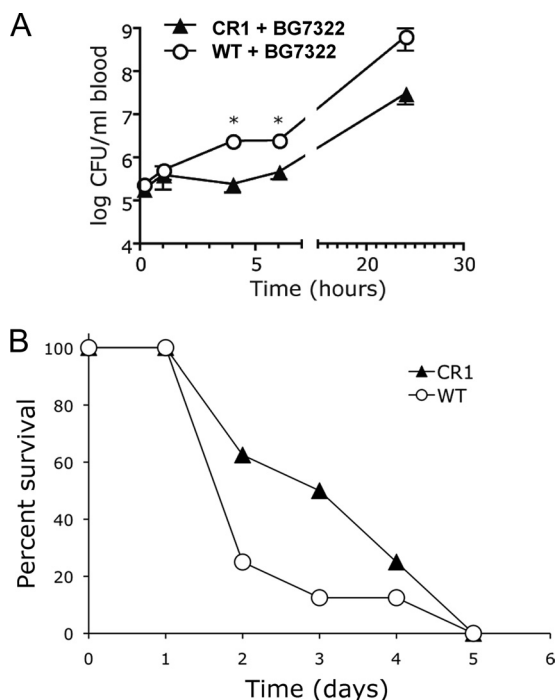 A
CR1 + BG7322
WT + BG7322
log CFU/ml blood
9
8
7
6
5
4
* *
0 5 20 30
Time (hours)
B
Percent survival
100
80
60
40
20
0
CR1
WT
0 1 2 3 4 5 6
Time (days)